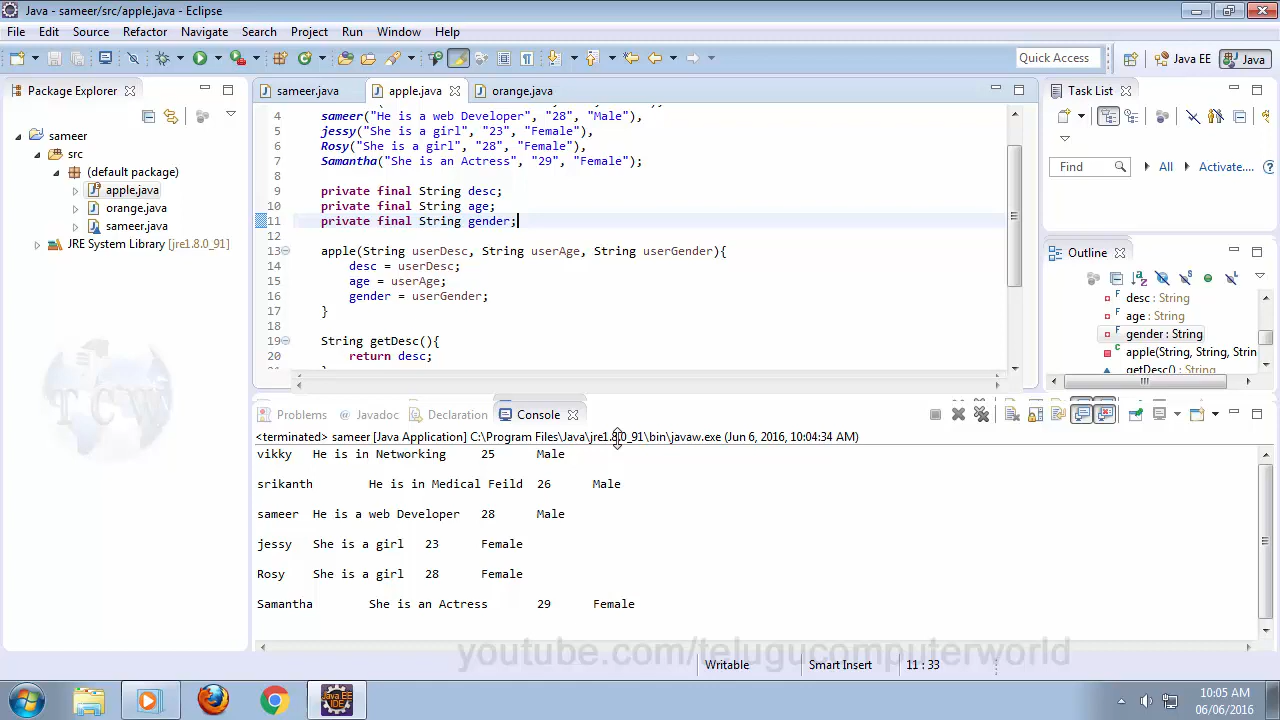 Java - sameer/src/apple.java - Eclipse
File Edit Source Refactor Navigate Search Project Run Window Help
Quick Access Java EE Java
Package Explorer
sameer
src
(default package)
apple.java
orange.java
sameer.java
JRE System Library [jre1.8.0_91]
sameer.java apple.java orange.java
4 sameer("He is a web Developer", "28", "Male"),
5 jessy("She is a girl", "23", "Female"),
6 Rosy("She is a girl", "28", "Female"),
7 Samantha("She is an Actress", "29", "Female");
8
9 private final String desc;
10 private final String age;
11 private final String gender;
12
13 apple(String userDesc, String userAge, String userGender){
14 desc = userDesc;
15 age = userAge;
16 gender = userGender;
17 }
18
19 String getDesc(){
20 return desc;
Task List
Find All Activate...
Outline
desc : String
age : String
gender : String
apple(String, String, Strin
getDesc() : String
Problems Javadoc Declaration Console
<terminated> sameer [Java Application] C:\Program Files\Java\jre1.8.0_91\bin\javaw.exe (Jun 6, 2016, 10:04:34 AM)
vikky He is in Networking 25 Male
srikanth He is in Medical Feild 26 Male
sameer He is a web Developer 28 Male
jessy She is a girl 23 Female
Rosy She is a girl 28 Female
Samantha She is an Actress 29 Female
TCW
youtube.com/telugucomputerworld
Writable Smart Insert 11 : 33
Java EE IDE
10:05 AM
06/06/2016